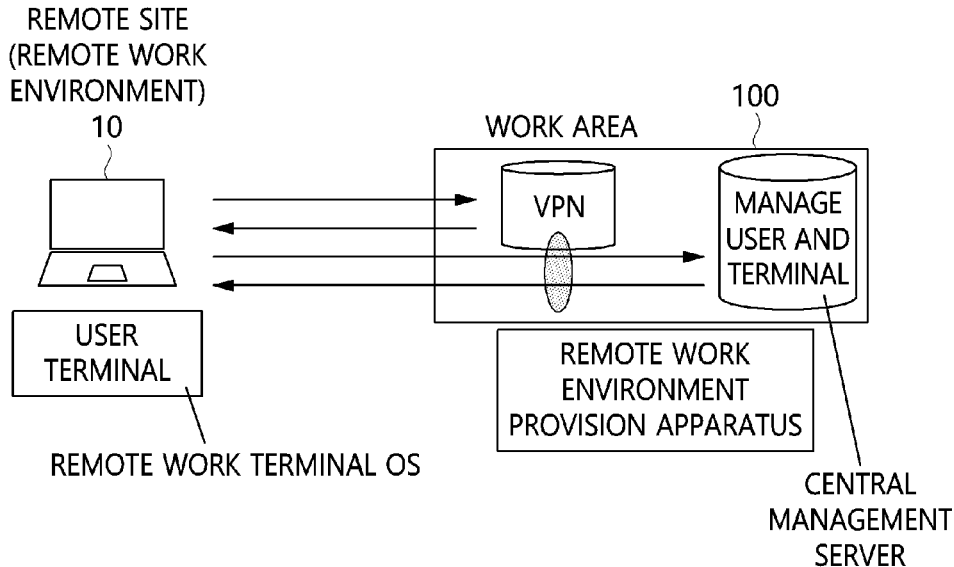 REMOTE SITE
(REMOTE WORK
ENVIRONMENT)
10
100
WORK AREA
VPN
MANAGE
USER AND
TERMINAL
USER
TERMINAL
REMOTE WORK
ENVIRONMENT
PROVISION APPARATUS
REMOTE WORK TERMINAL OS
CENTRAL
MANAGEMENT
SERVER